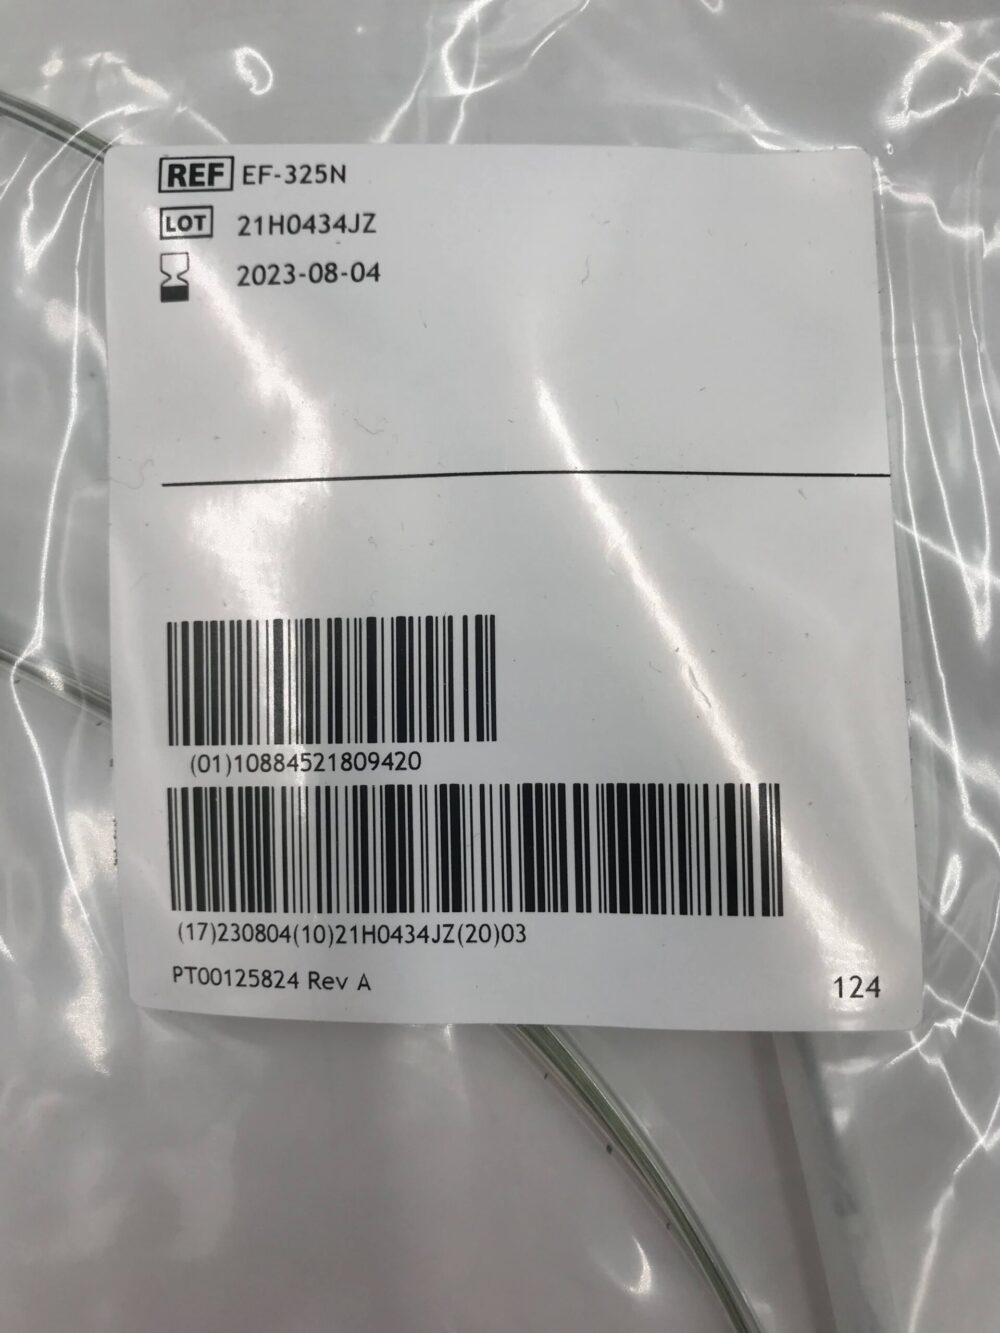 REF EF-325N
LOT 21H0434JZ
2023-08-04
(01)10884521809420
(17)230804(10)21H0434JZ(20)03
PT00125824 Rev A
124